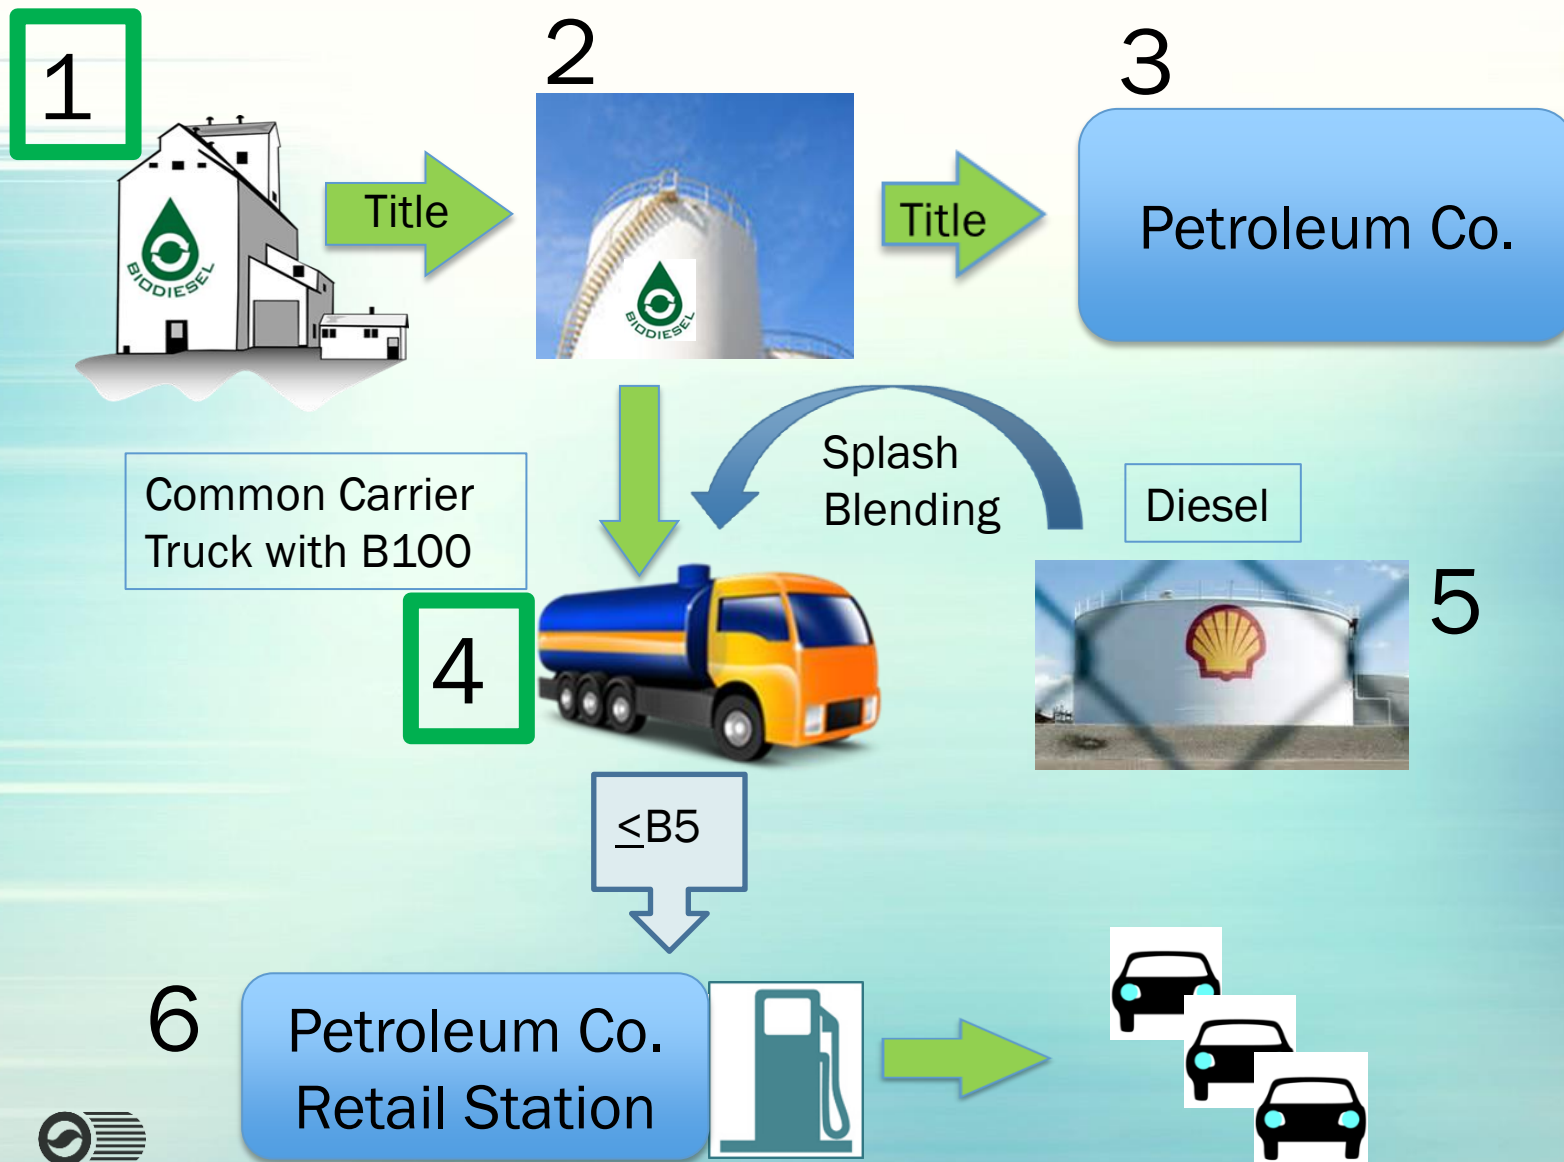 1
2
3
BIODIESEL
Title
BIODIESEL
Title
Petroleum Co.
Common Carrier
Truck with B100
Splash
Blending
Diesel
4
5
≤B5
6
Petroleum Co.
Retail Station